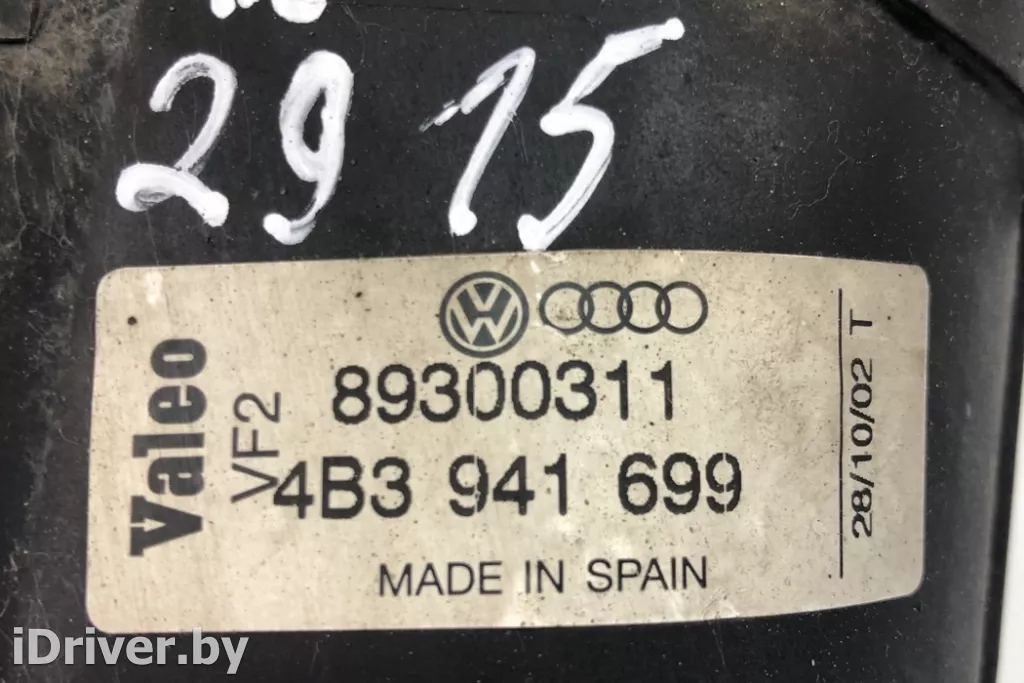 29 15
89300311
4B3 941 699
MADE IN SPAIN
Valeo
VF2
28/10/02 T
iDriver.by